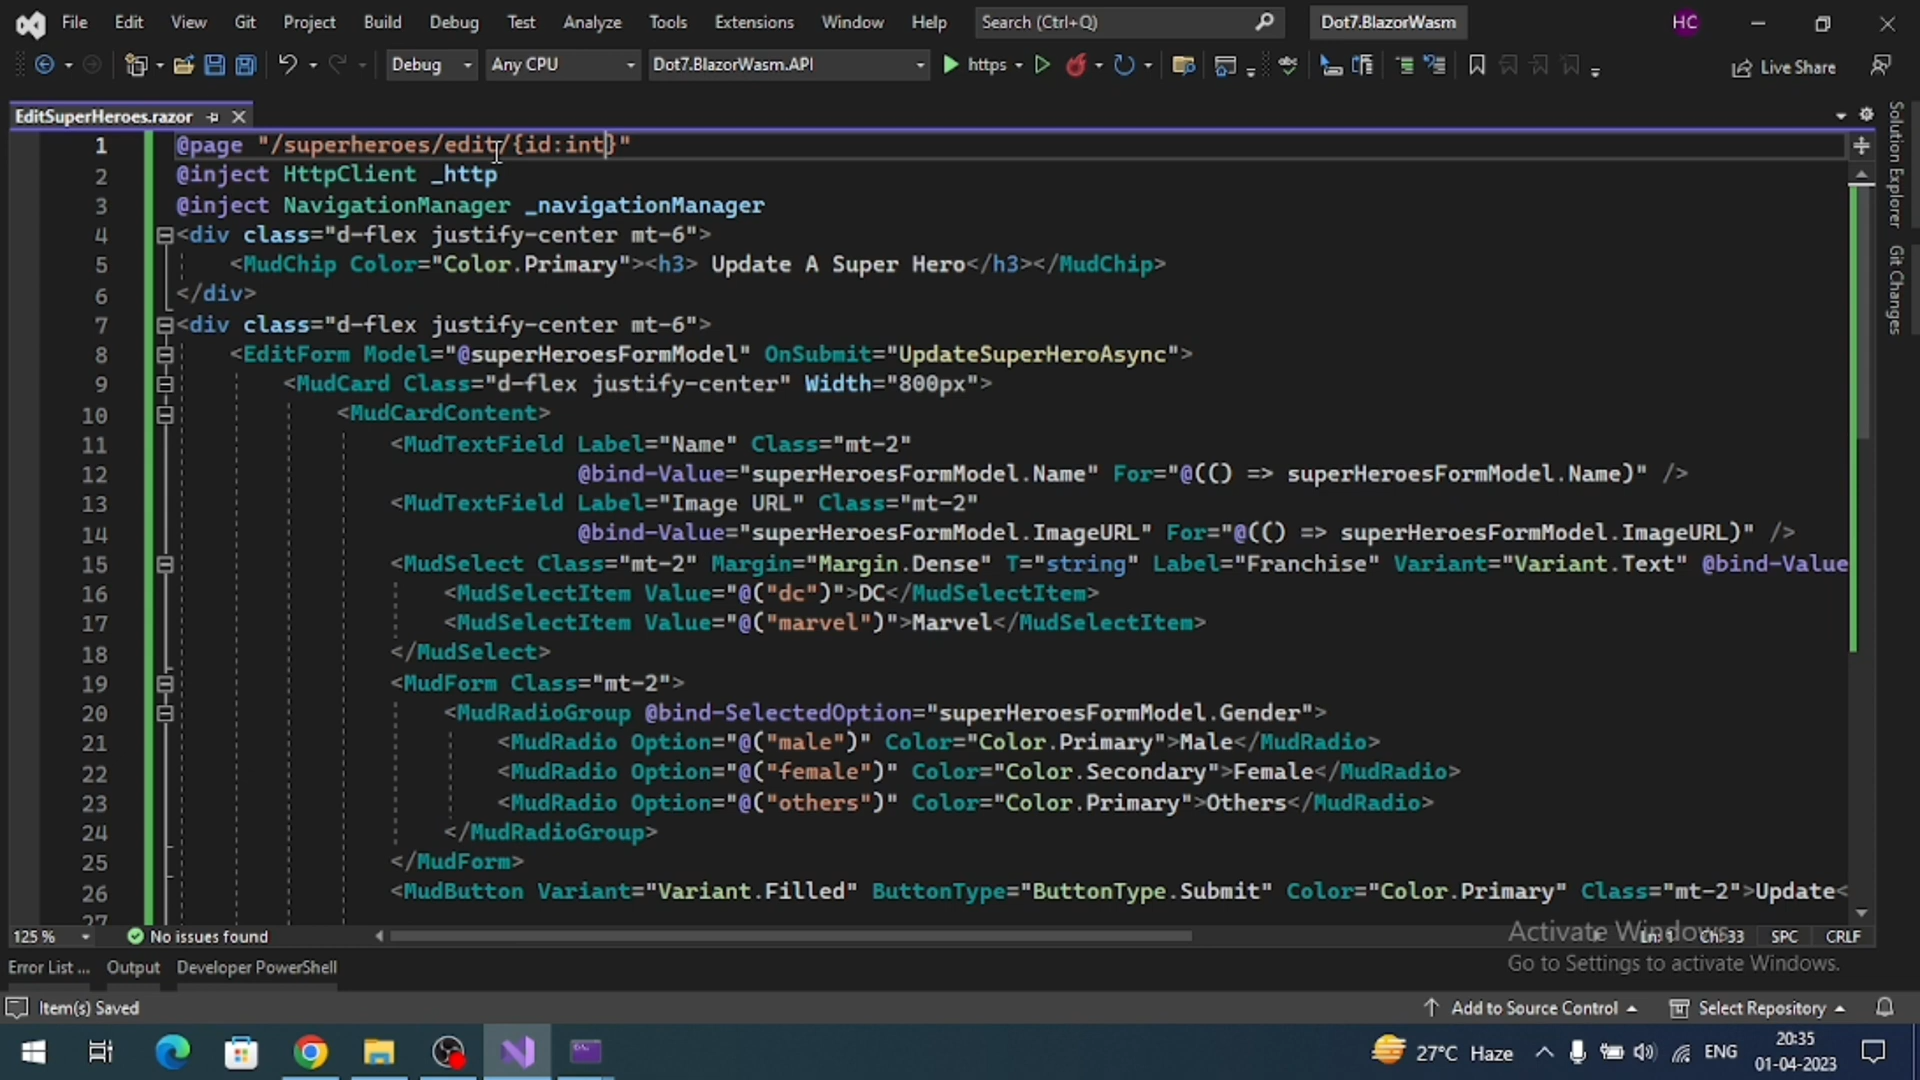 File Edit View Git Project Build Debug Test Analyze Tools Extensions Window Help Search (Ctrl+Q) Dot7.BlazorWasm HC
Debug Any CPU Dot7.BlazorWasm.API https Live Share
EditSuperHeroes.razor
1 @page "/superheroes/edit/{id:int}"
2 @inject HttpClient _http
3 @inject NavigationManager _navigationManager
4 <div class="d-flex justify-center mt-6">
5 <MudChip Color="Color.Primary"><h3> Update A Super Hero</h3></MudChip>
6 </div>
7 <div class="d-flex justify-center mt-6">
8 <EditForm Model="@superHeroesFormModel" OnSubmit="UpdateSuperHeroAsync">
9 <MudCard Class="d-flex justify-center" Width="800px">
10 <MudCardContent>
11 <MudTextField Label="Name" Class="mt-2"
12 @bind-Value="superHeroesFormModel.Name" For="@(() => superHeroesFormModel.Name)" />
13 <MudTextField Label="Image URL" Class="mt-2"
14 @bind-Value="superHeroesFormModel.ImageURL" For="@(() => superHeroesFormModel.ImageURL)" />
15 <MudSelect Class="mt-2" Margin="Margin.Dense" T="string" Label="Franchise" Variant="Variant.Text" @bind-Value
16 <MudSelectItem Value="@("dc")">DC</MudSelectItem>
17 <MudSelectItem Value="@("marvel")">Marvel</MudSelectItem>
18 </MudSelect>
19 <MudForm Class="mt-2">
20 <MudRadioGroup @bind-SelectedOption="superHeroesFormModel.Gender">
21 <MudRadio Option="@("male")" Color="Color.Primary">Male</MudRadio>
22 <MudRadio Option="@("female")" Color="Color.Secondary">Female</MudRadio>
23 <MudRadio Option="@("others")" Color="Color.Primary">Others</MudRadio>
24 </MudRadioGroup>
25 </MudForm>
26 <MudButton Variant="Variant.Filled" ButtonType="ButtonType.Submit" Color="Color.Primary" Class="mt-2">Update<
27
Solution Explorer
Git Changes
125 % No issues found Ln: 1 Ch: 33 SPC CRLF
Activate Windows
Go to Settings to activate Windows.
Error List ... Output Developer PowerShell
Item(s) Saved Add to Source Control Select Repository
27°C Haze ENG 20:35
01-04-2023